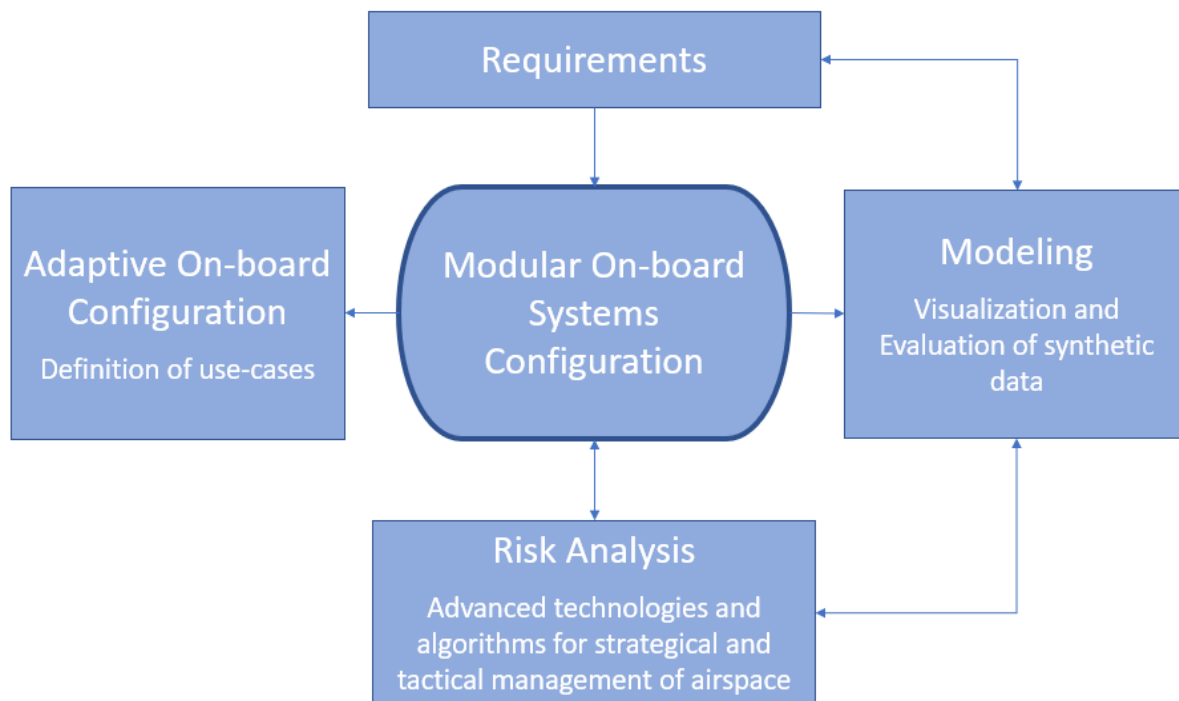 Requirements
Adaptive On-board
Configuration
Definition of use-cases
Modular On-board
Systems
Configuration
Modeling
Visualization and
Evaluation of synthetic
data
Risk Analysis
Advanced technologies and
algorithms for strategical and
tactical management of airspace